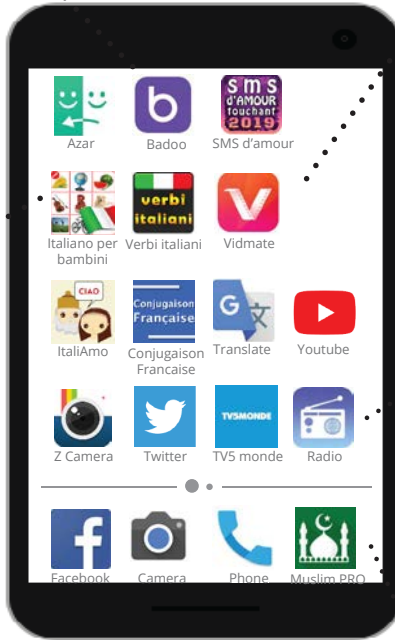 sms
d'AMOUR
touchant
2019
Azar
Badoo
SMS d'amour
verbi
italiani
Italiano per
bambini
Verbi italiani
Vidmate
CIAO
Conjugaison
Française
G
ItaliAmo
Conjugaison
Francaise
Translate
Youtube
TV5MONDE
Z Camera
Twitter
TV5 monde
Radio
Facebook
Camera
Phone
Muslim PRO